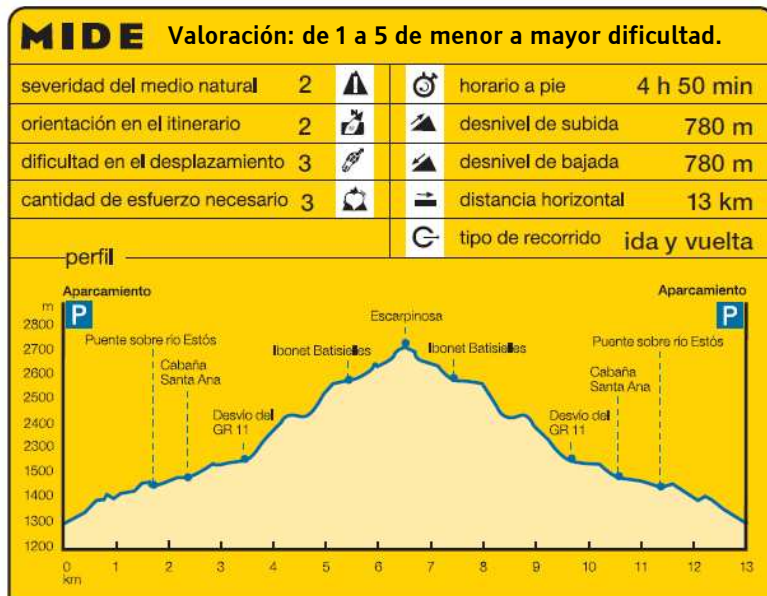 MIDE Valoración: de 1 a 5 de menor a mayor dificultad.
severidad del medio natural 2
horario a pie 4 h 50 min
orientación en el itinerario 2
desnivel de subida 780 m
dificultad en el desplazamiento 3
desnivel de bajada 780 m
cantidad de esfuerzo necesario 3
distancia horizontal 13 km
tipo de recorrido ida y vuelta
perfil
Aparcamiento
Aparcamiento
P
P
m
Escarpinosa
Puente sobre río Estós
Ibonet Batisielles
Ibonet Batisielles
Puente sobre río Estós
Cabaña
Santa Ana
Cabaña
Santa Ana
Desvío del
GR 11
Desvío del
GR 11
2800
2700
2600
2500
2400
2300
1500
1400
1300
1200
0 1 2 3 4 5 6 7 8 9 10 11 12 13
km